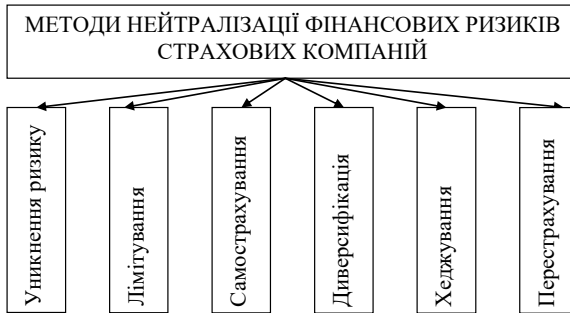 МЕТОДИ НЕЙТРАЛІЗАЦІЇ ФІНАНСОВИХ РИЗИКІВ
СТРАХОВИХ КОМПАНІЙ
Уникнення ризику
Лімітування
Самострахування
Диверсифікація
Хеджування
Перестрахування